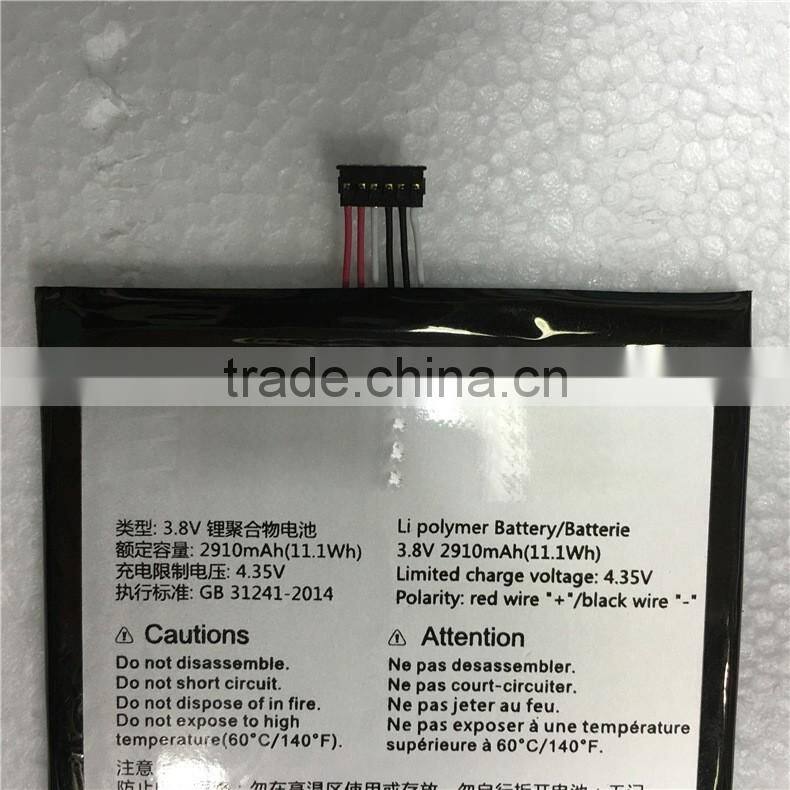 trade.china.cn
类型: 3.8V 锂聚合物电池
额定容量: 2910mAh(11.1Wh)
充电限制电压: 4.35V
执行标准: GB 31241-2014
Li polymer Battery/Batterie
3.8V 2910mAh(11.1Wh)
Limited charge voltage: 4.35V
Polarity: red wire "+"/black wire "-"
⚠ Cautions
Do not disassemble.
Do not short circuit.
Do not dispose of in fire.
Do not expose to high
temperature(60°C/140°F).
⚠ Attention
Ne pas desassembler.
Ne pas court-circuiter.
Ne pas jeter au feu.
Ne pas exposer à une température
supérieure à 60°C/140°F.
注意